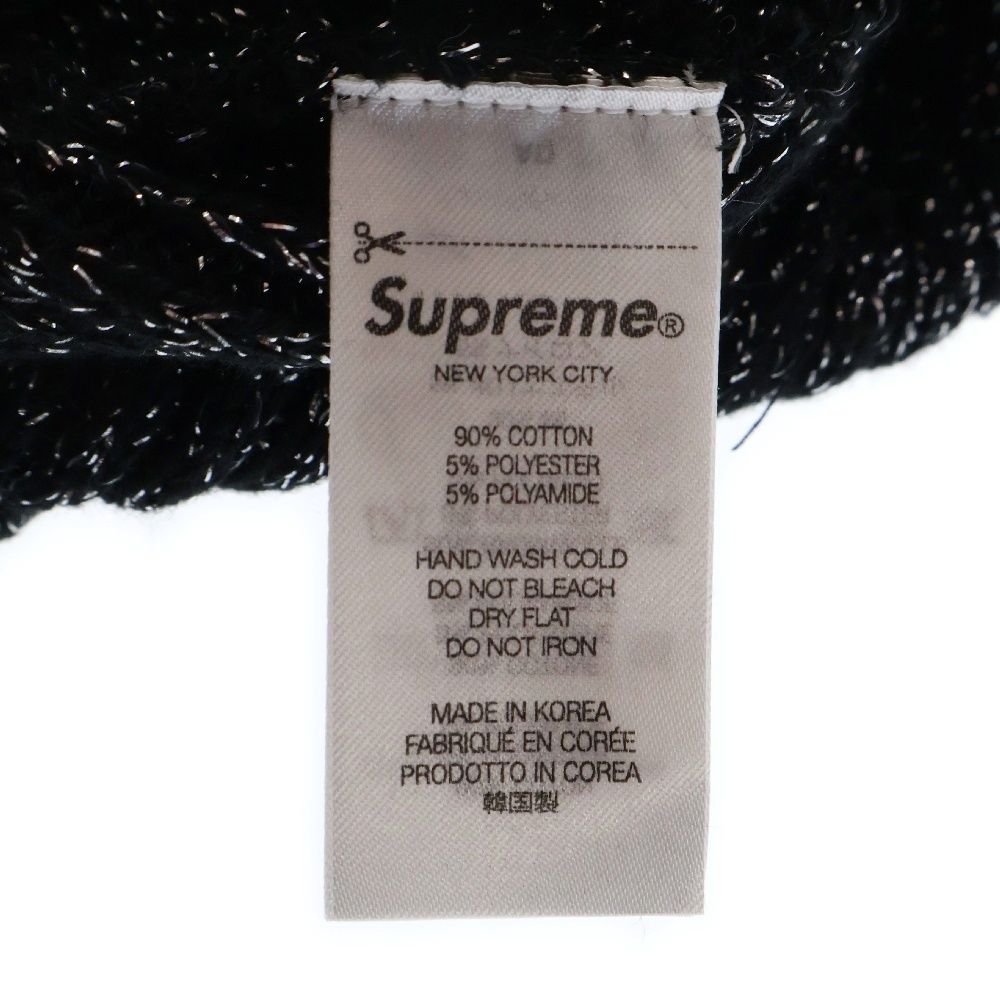 Supreme®
NEW YORK CITY
90% COTTON
5% POLYESTER
5% POLYAMIDE
HAND WASH COLD
DO NOT BLEACH
DRY FLAT
DO NOT IRON
MADE IN KOREA
FABRIQUÉ EN CORÉE
PRODOTTO IN COREA
韓国製